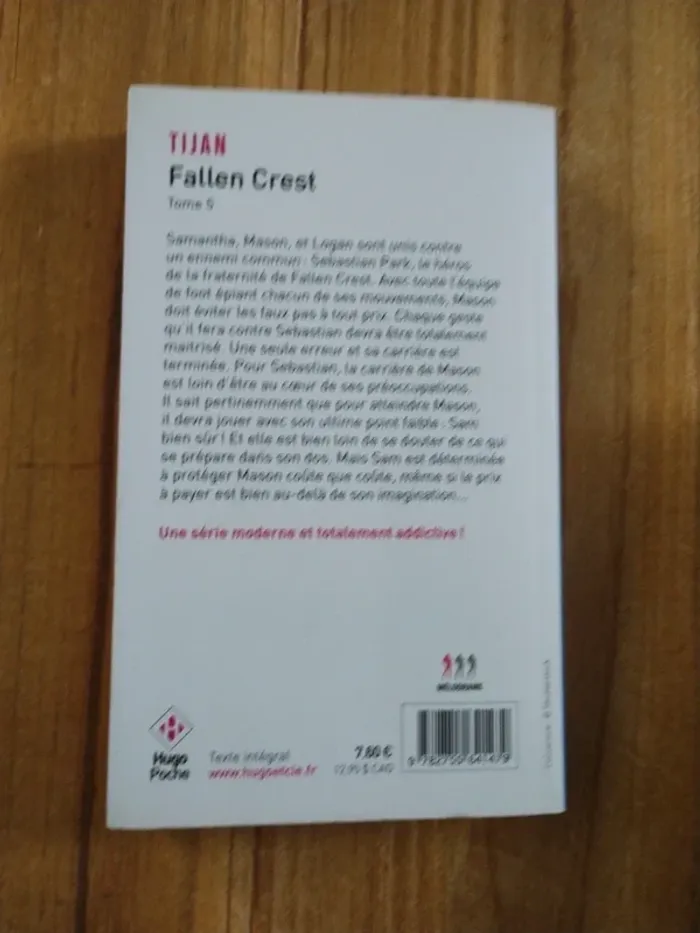 TIJAN
Fallen Crest
Tome 5
Samantha, Mason, et Logan sont unis contre
un ennemi commun : Sebastian Park, le héros
de la fraternité de Fallen Crest. Avec toute l'équipe
de foot épiant chacun de ses mouvements, Mason
doit éviter les faux pas à tout prix. Chaque geste
qu'il fera contre Sebastian devra être totalement
maîtrisé. Une seule erreur et sa carrière est
terminée. Pour Sebastian, la carrière de Mason
est loin d'être au cœur de ses préoccupations.
Il sait pertinemment que pour atteindre Mason,
il devra jouer avec son ultime point faible : Sam
bien sûr ! Et elle est bien loin de se douter de ce qui
se prépare dans son dos. Mais Sam est déterminée
à protéger Mason coûte que coûte, même si le prix
à payer est bien au-delà de son imagination...
Une série moderne et totalement addictive !
Hugo
Poche
Texte intégral
www.hugoetcie.fr
7,60 €
12.95 $ CAD
9 782755 641479